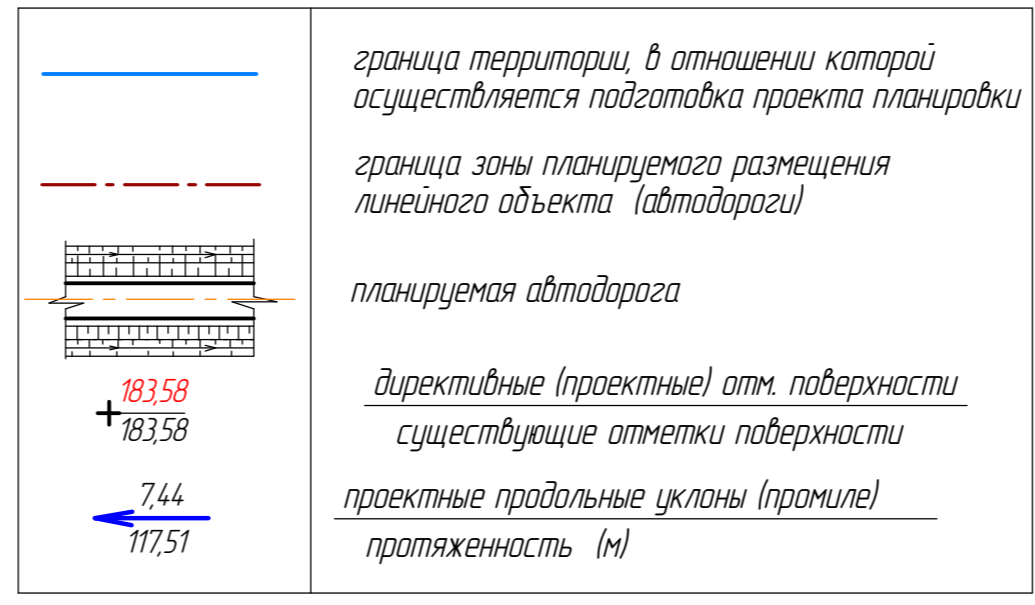 граница территории, в отношении которой
осуществляется подготовка проекта планировки
граница зоны планируемого размещения
линейного объекта (автодороги)
планируемая автодорога
183,58
183,58
директивные (проектные) отм. поверхности
существующие отметки поверхности
7,44
117,51
проектные продольные уклоны (промиле)
протяженность (м)